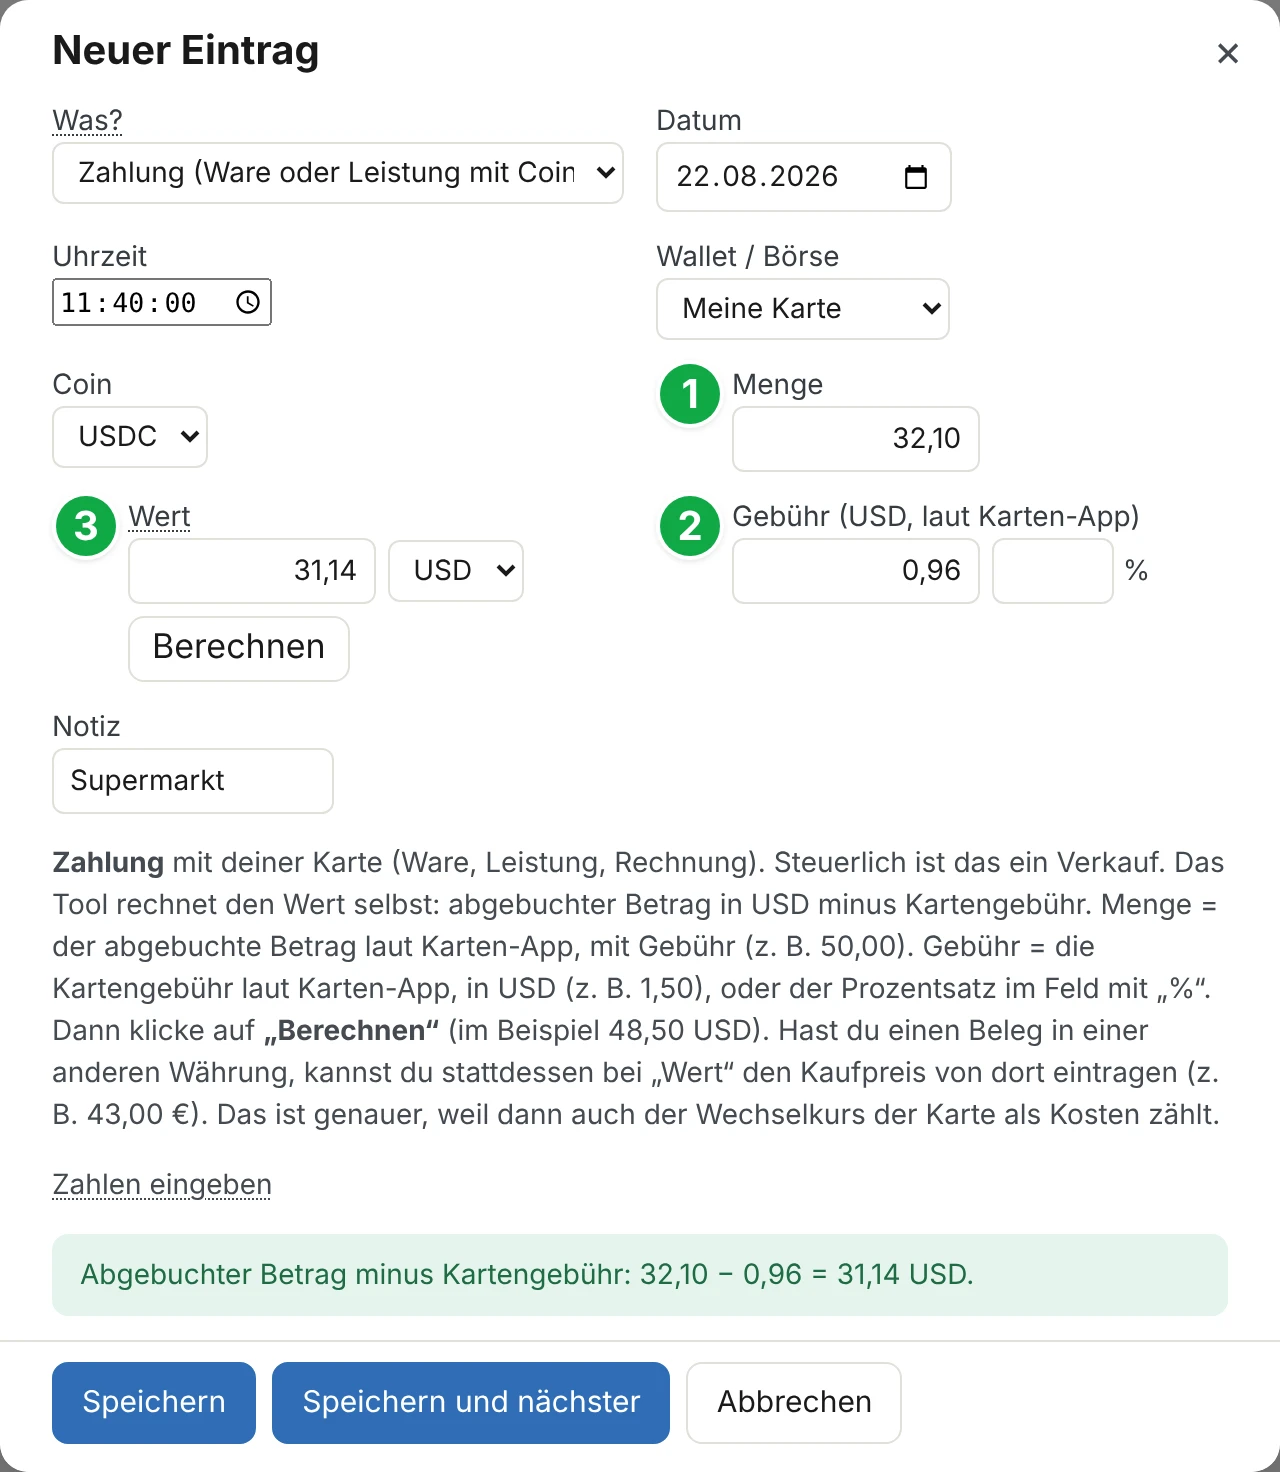 Neuer Eintrag
Was?
Zahlung (Ware oder Leistung mit Coin
Datum
22.08.2026
Uhrzeit
11:40:00
Wallet / Börse
Meine Karte
Coin
USDC
1
Menge
32,10
3
Wert
31,14
USD
Berechnen
2
Gebühr (USD, laut Karten-App)
0,96
%
Notiz
Supermarkt
Zahlung mit deiner Karte (Ware, Leistung, Rechnung). Steuerlich ist das ein Verkauf. Das
Tool rechnet den Wert selbst: abgebuchter Betrag in USD minus Kartengebühr. Menge =
der abgebuchte Betrag laut Karten-App, mit Gebühr (z. B. 50,00). Gebühr = die
Kartengebühr laut Karten-App, in USD (z. B. 1,50), oder der Prozentsatz im Feld mit „%“.
Dann klicke auf „Berechnen“ (im Beispiel 48,50 USD). Hast du einen Beleg in einer
anderen Währung, kannst du stattdessen bei „Wert“ den Kaufpreis von dort eintragen (z.
B. 43,00 €). Das ist genauer, weil dann auch der Wechselkurs der Karte als Kosten zählt.
Zahlen eingeben
Abgebuchter Betrag minus Kartengebühr: 32,10 − 0,96 = 31,14 USD.
Speichern
Speichern und nächster
Abbrechen